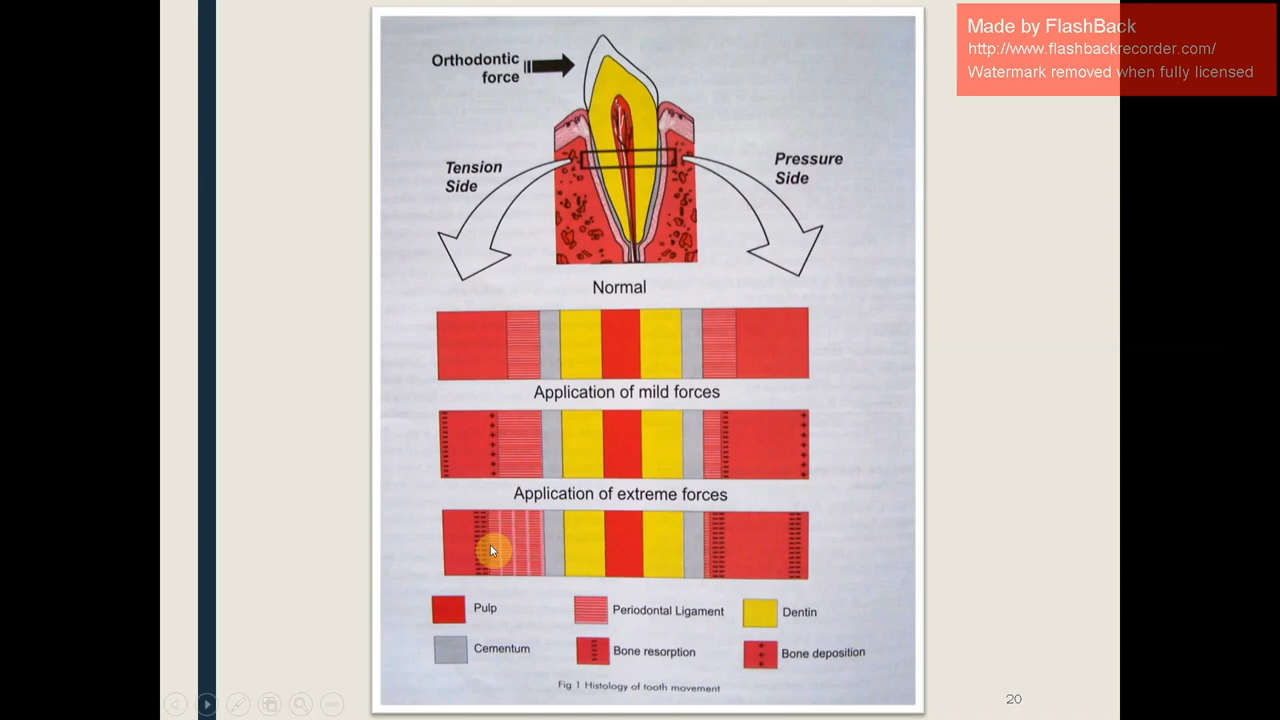 Made by FlashBack
http://www.flashbackrecorder.com/
Watermark removed when fully licensed
Orthodontic
force
Tension
Side
Pressure
Side
Normal
Application of mild forces
Application of extreme forces
Pulp
Periodontal Ligament
Dentin
Cementum
Bone resorption
Bone deposition
Fig 1 Histology of tooth movement
20